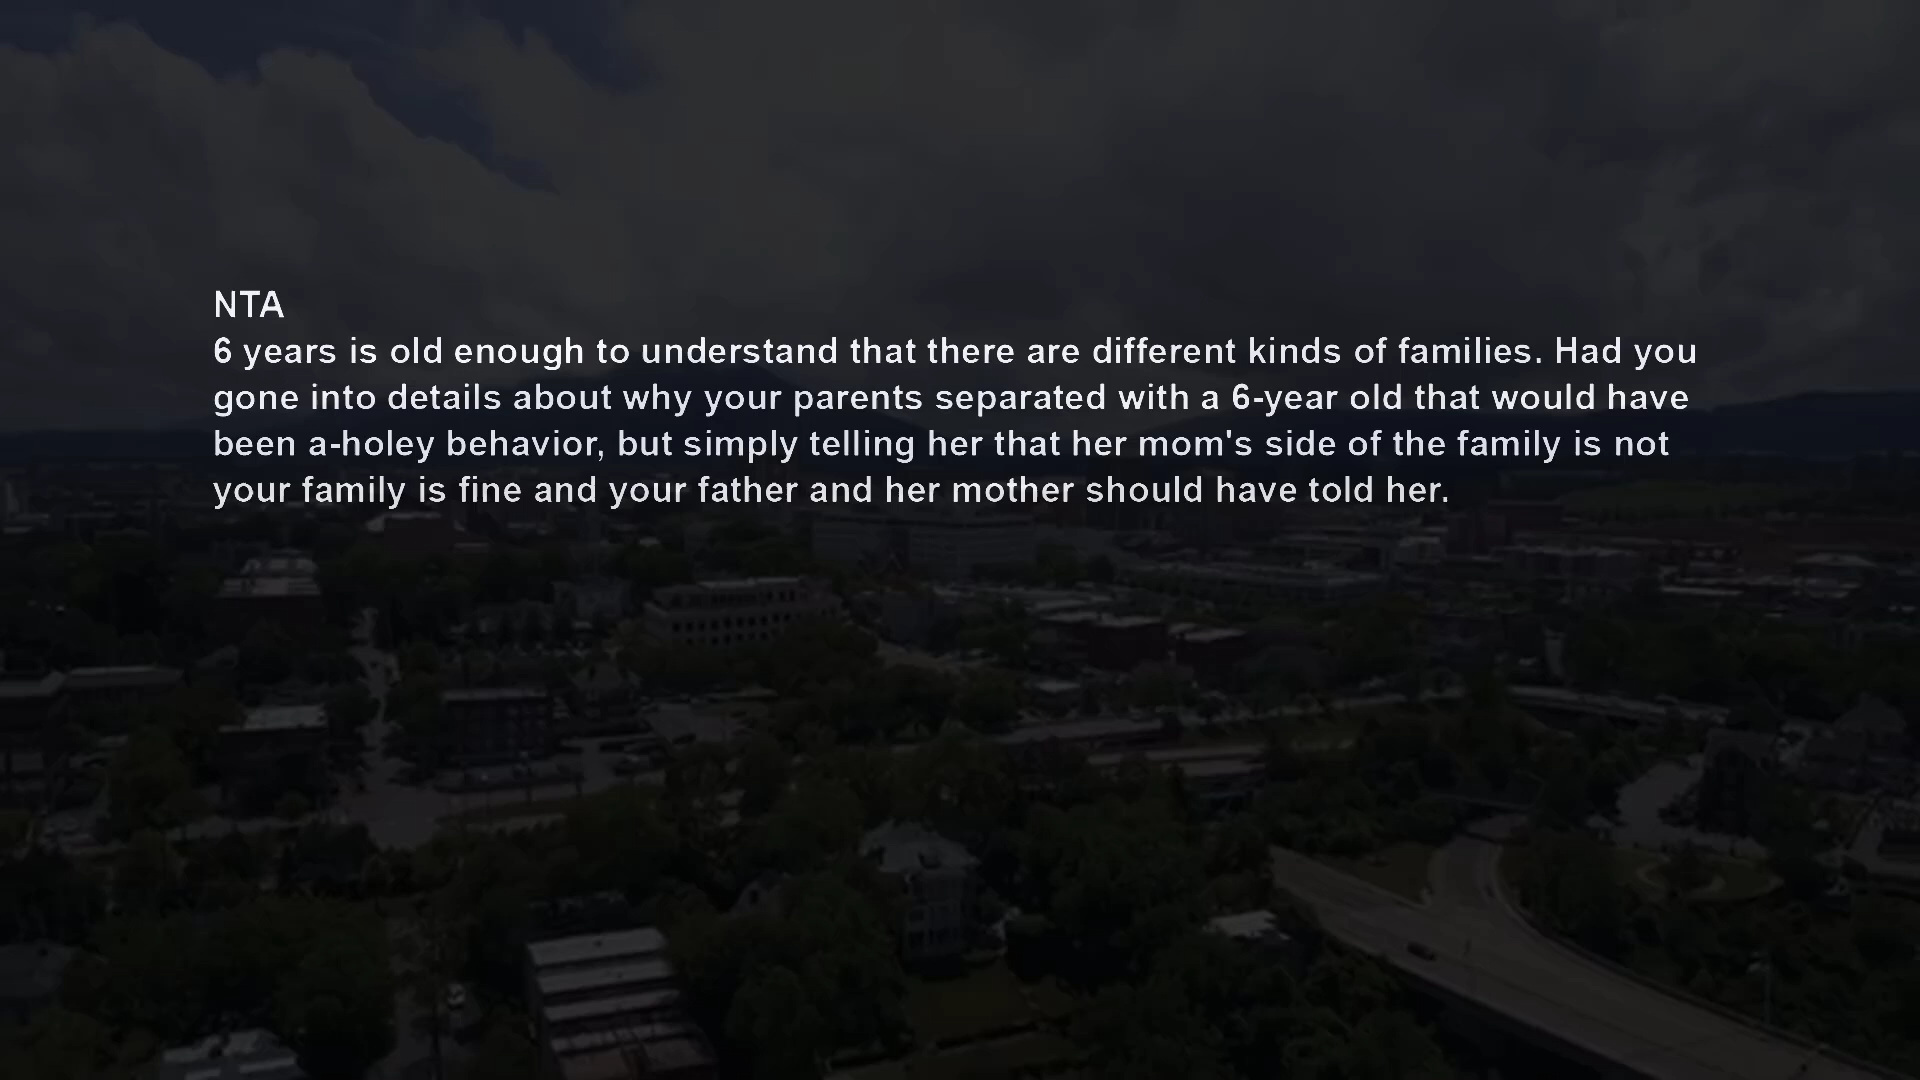 NTA
6 years is old enough to understand that there are different kinds of families. Had you
gone into details about why your parents separated with a 6-year old that would have
been a-holey behavior, but simply telling her that her mom's side of the family is not
your family is fine and your father and her mother should have told her.